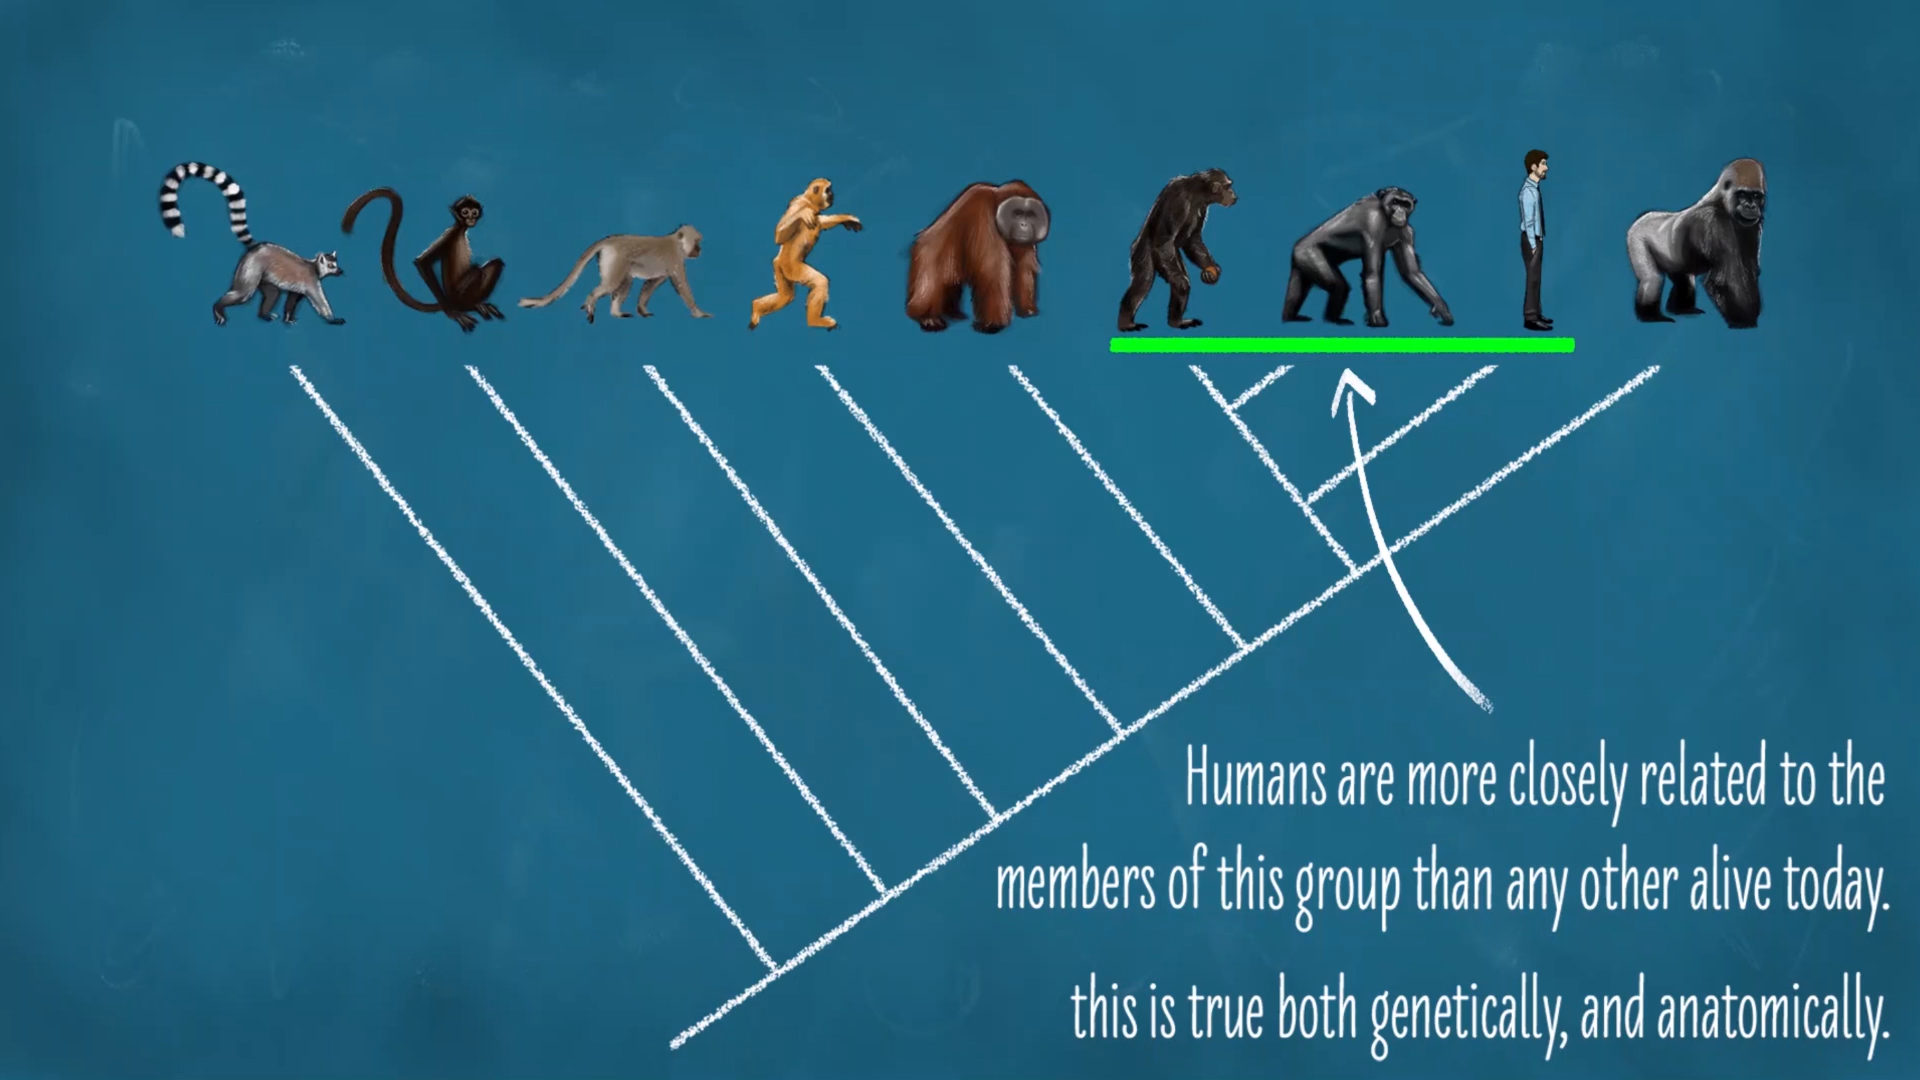 Humans are more closely related to the
members of this group than any other alive today.
this is true both genetically, and anatomically.